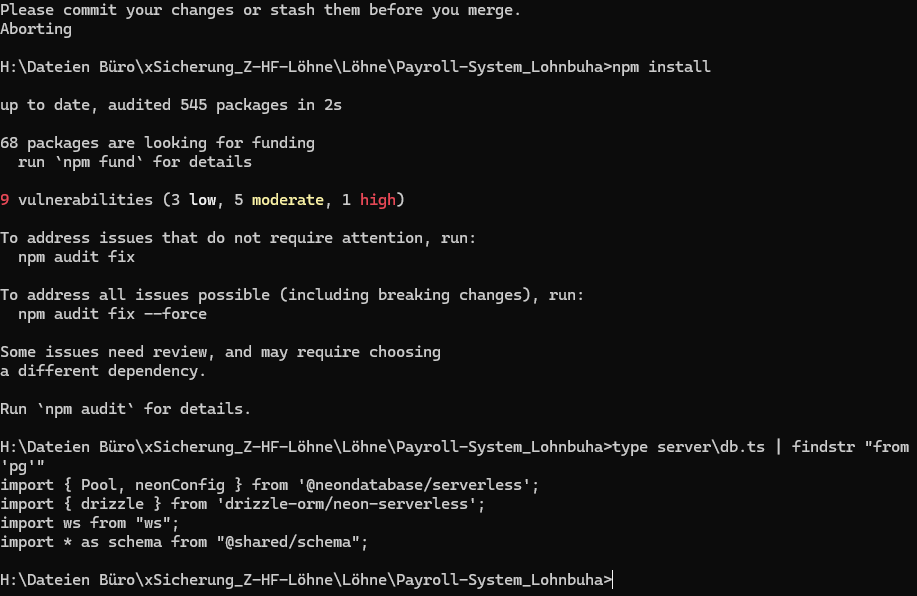 Please commit your changes or stash them before you merge.
Aborting
H:\Dateien Büro\xSicherung_Z-HF-Löhne\Löhne\Payroll-System_Lohnbuha>npm install
up to date, audited 545 packages in 2s
68 packages are looking for funding
  run `npm fund` for details
9 vulnerabilities (3 low, 5 moderate, 1 high)
To address issues that do not require attention, run:
  npm audit fix
To address all issues possible (including breaking changes), run:
  npm audit fix --force
Some issues need review, and may require choosing
a different dependency.
Run `npm audit` for details.
H:\Dateien Büro\xSicherung_Z-HF-Löhne\Löhne\Payroll-System_Lohnbuha>type server\db.ts | findstr "from
'pg'"
import { Pool, neonConfig } from '@neondatabase/serverless';
import { drizzle } from 'drizzle-orm/neon-serverless';
import ws from "ws";
import * as schema from "@shared/schema";
H:\Dateien Büro\xSicherung_Z-HF-Löhne\Löhne\Payroll-System_Lohnbuha>